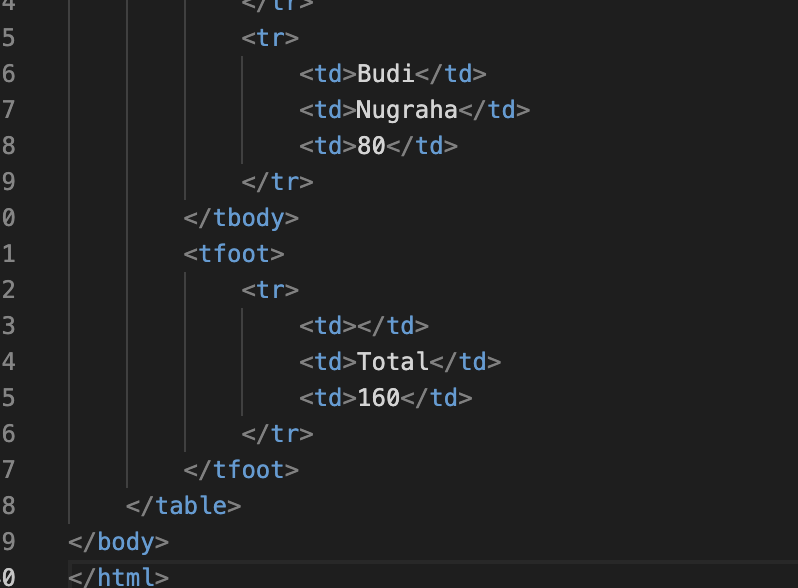 4 </tr>
5 <tr>
6 <td>Budi</td>
7 <td>Nugraha</td>
8 <td>80</td>
9 </tr>
0 </tbody>
1 <tfoot>
2 <tr>
3 <td></td>
4 <td>Total</td>
5 <td>160</td>
6 </tr>
7 </tfoot>
8 </table>
9 </body>
0 </html>